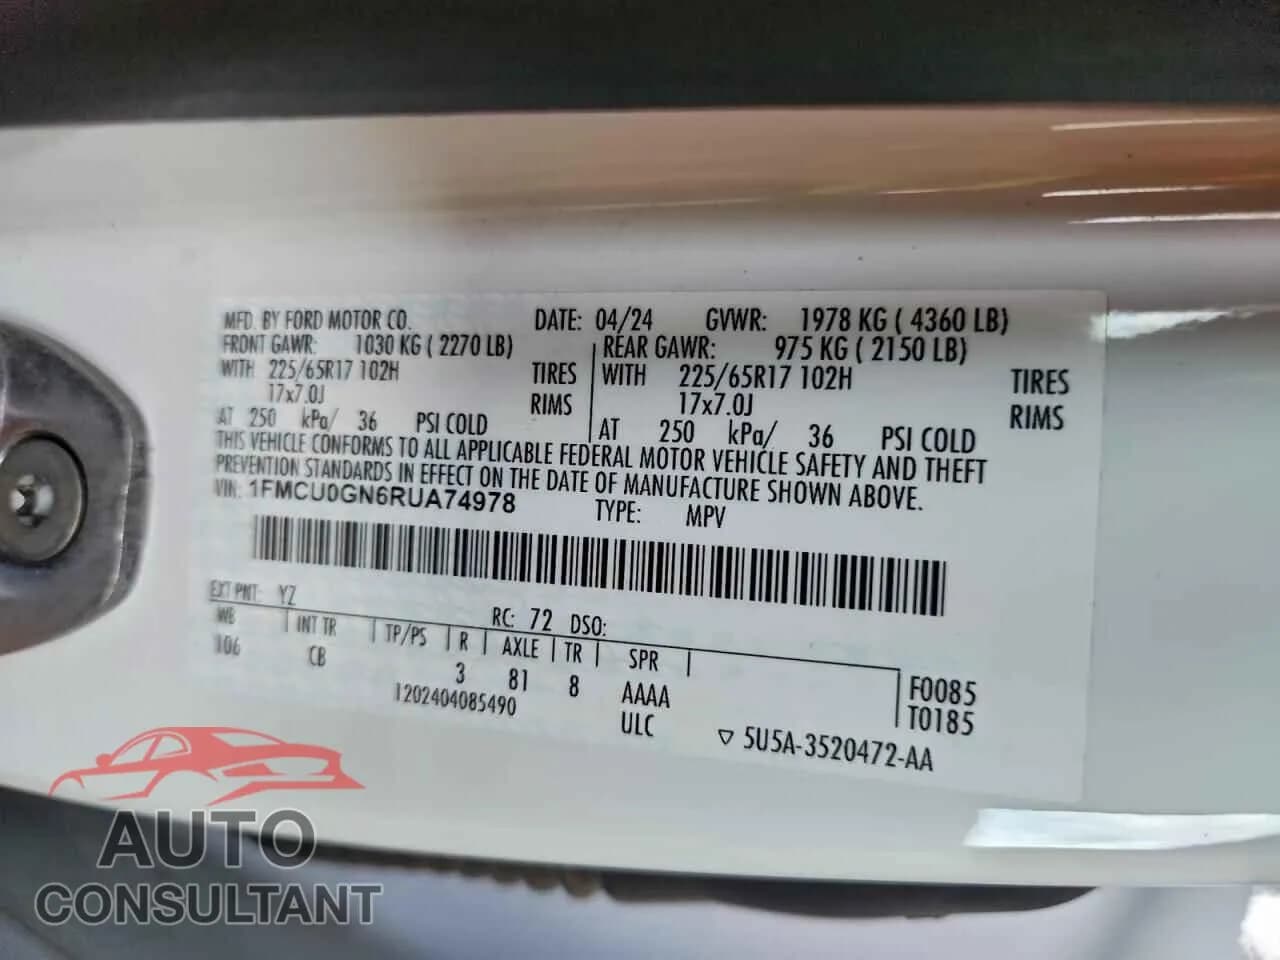 MFD. BY FORD MOTOR CO. DATE: 04/24 GVWR: 1978 KG ( 4360 LB)
FRONT GAWR: 1030 KG ( 2270 LB) REAR GAWR: 975 KG ( 2150 LB)
WITH 225/65R17 102H TIRES WITH 225/65R17 102H TIRES
17x7.0J RIMS 17x7.0J RIMS
AT 250 kPa/ 36 PSI COLD AT 250 kPa/ 36 PSI COLD
THIS VEHICLE CONFORMS TO ALL APPLICABLE FEDERAL MOTOR VEHICLE SAFETY AND THEFT
PREVENTION STANDARDS IN EFFECT ON THE DATE OF MANUFACTURE SHOWN ABOVE.
VIN: 1FMCU0GN6RUA74978 TYPE: MPV
EXT PNT: YZ RC: 72 DSO:
WB INT TR TP/PS R AXLE TR SPR
106 CB 3 81 8 AAAA F0085
1202404085490 ULC T0185
▽ 5U5A-3520472-AA
AUTO
CONSULTANT